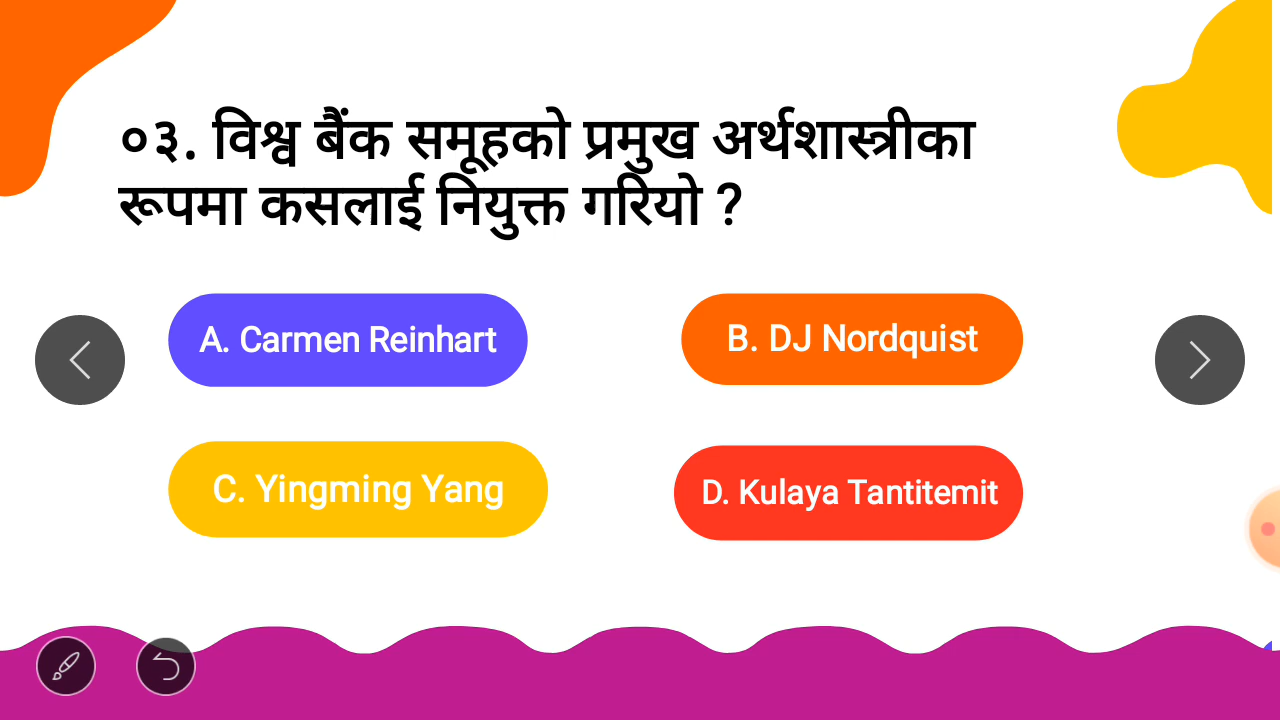 ०३. विश्व बैंक समूहको प्रमुख अर्थशास्त्रीका
रूपमा कसलाई नियुक्त गरियो ?
A. Carmen Reinhart
B. DJ Nordquist
C. Yingming Yang
D. Kulaya Tantitemit